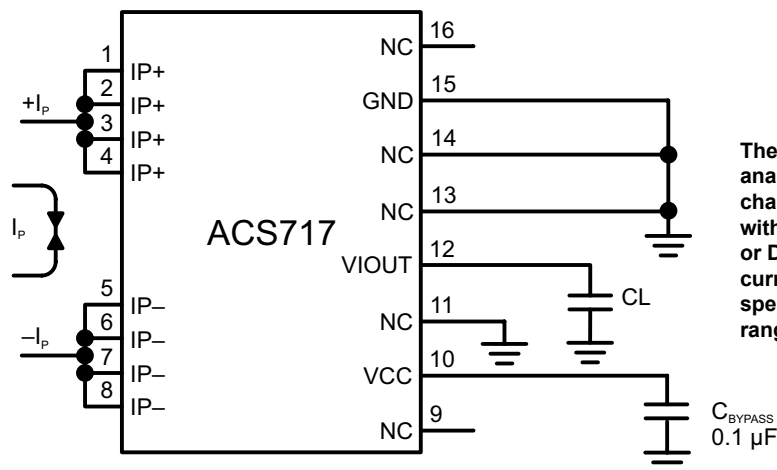 1
IP+
2
IP+
3
IP+
4
IP+
+IP
IP
–IP
5
IP–
6
IP–
7
IP–
8
IP–
ACS717
16
NC
15
GND
14
NC
13
NC
12
VIOUT
11
NC
10
VCC
9
NC
CL
CBYPASS
0.1 µF
The
ana
cha
with
or D
curr
spe
rang